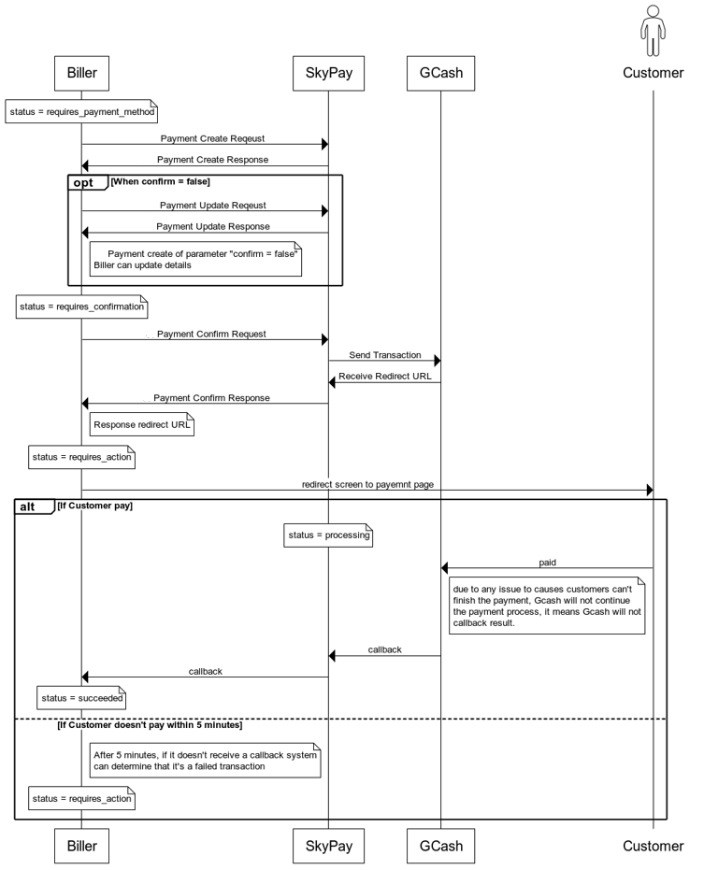 Biller
SkyPay
GCash
Customer
status = requires_payment_method
Payment Create Reqeust
Payment Create Response
opt
[When confirm = false]
Payment Update Reqeust
Payment Update Response
Payment create of parameter "confirm = false"
Biller can update details
status = requires_confirmation
Payment Confirm Request
Send Transaction
Receive Redirect URL
Payment Confirm Response
Response redirect URL
status = requires_action
redirect screen to payemnt page
alt
[If Customer pay]
status = processing
paid
due to any issue to causes customers can't
finish the payment, Gcash will not continue
the payment process, it means Gcash will not
callback result.
callback
callback
status = succeeded
[If Customer doesn't pay within 5 minutes]
After 5 minutes, if it doesn't receive a callback system
can determine that it's a failed transaction
status = requires_action
Biller
SkyPay
GCash
Customer